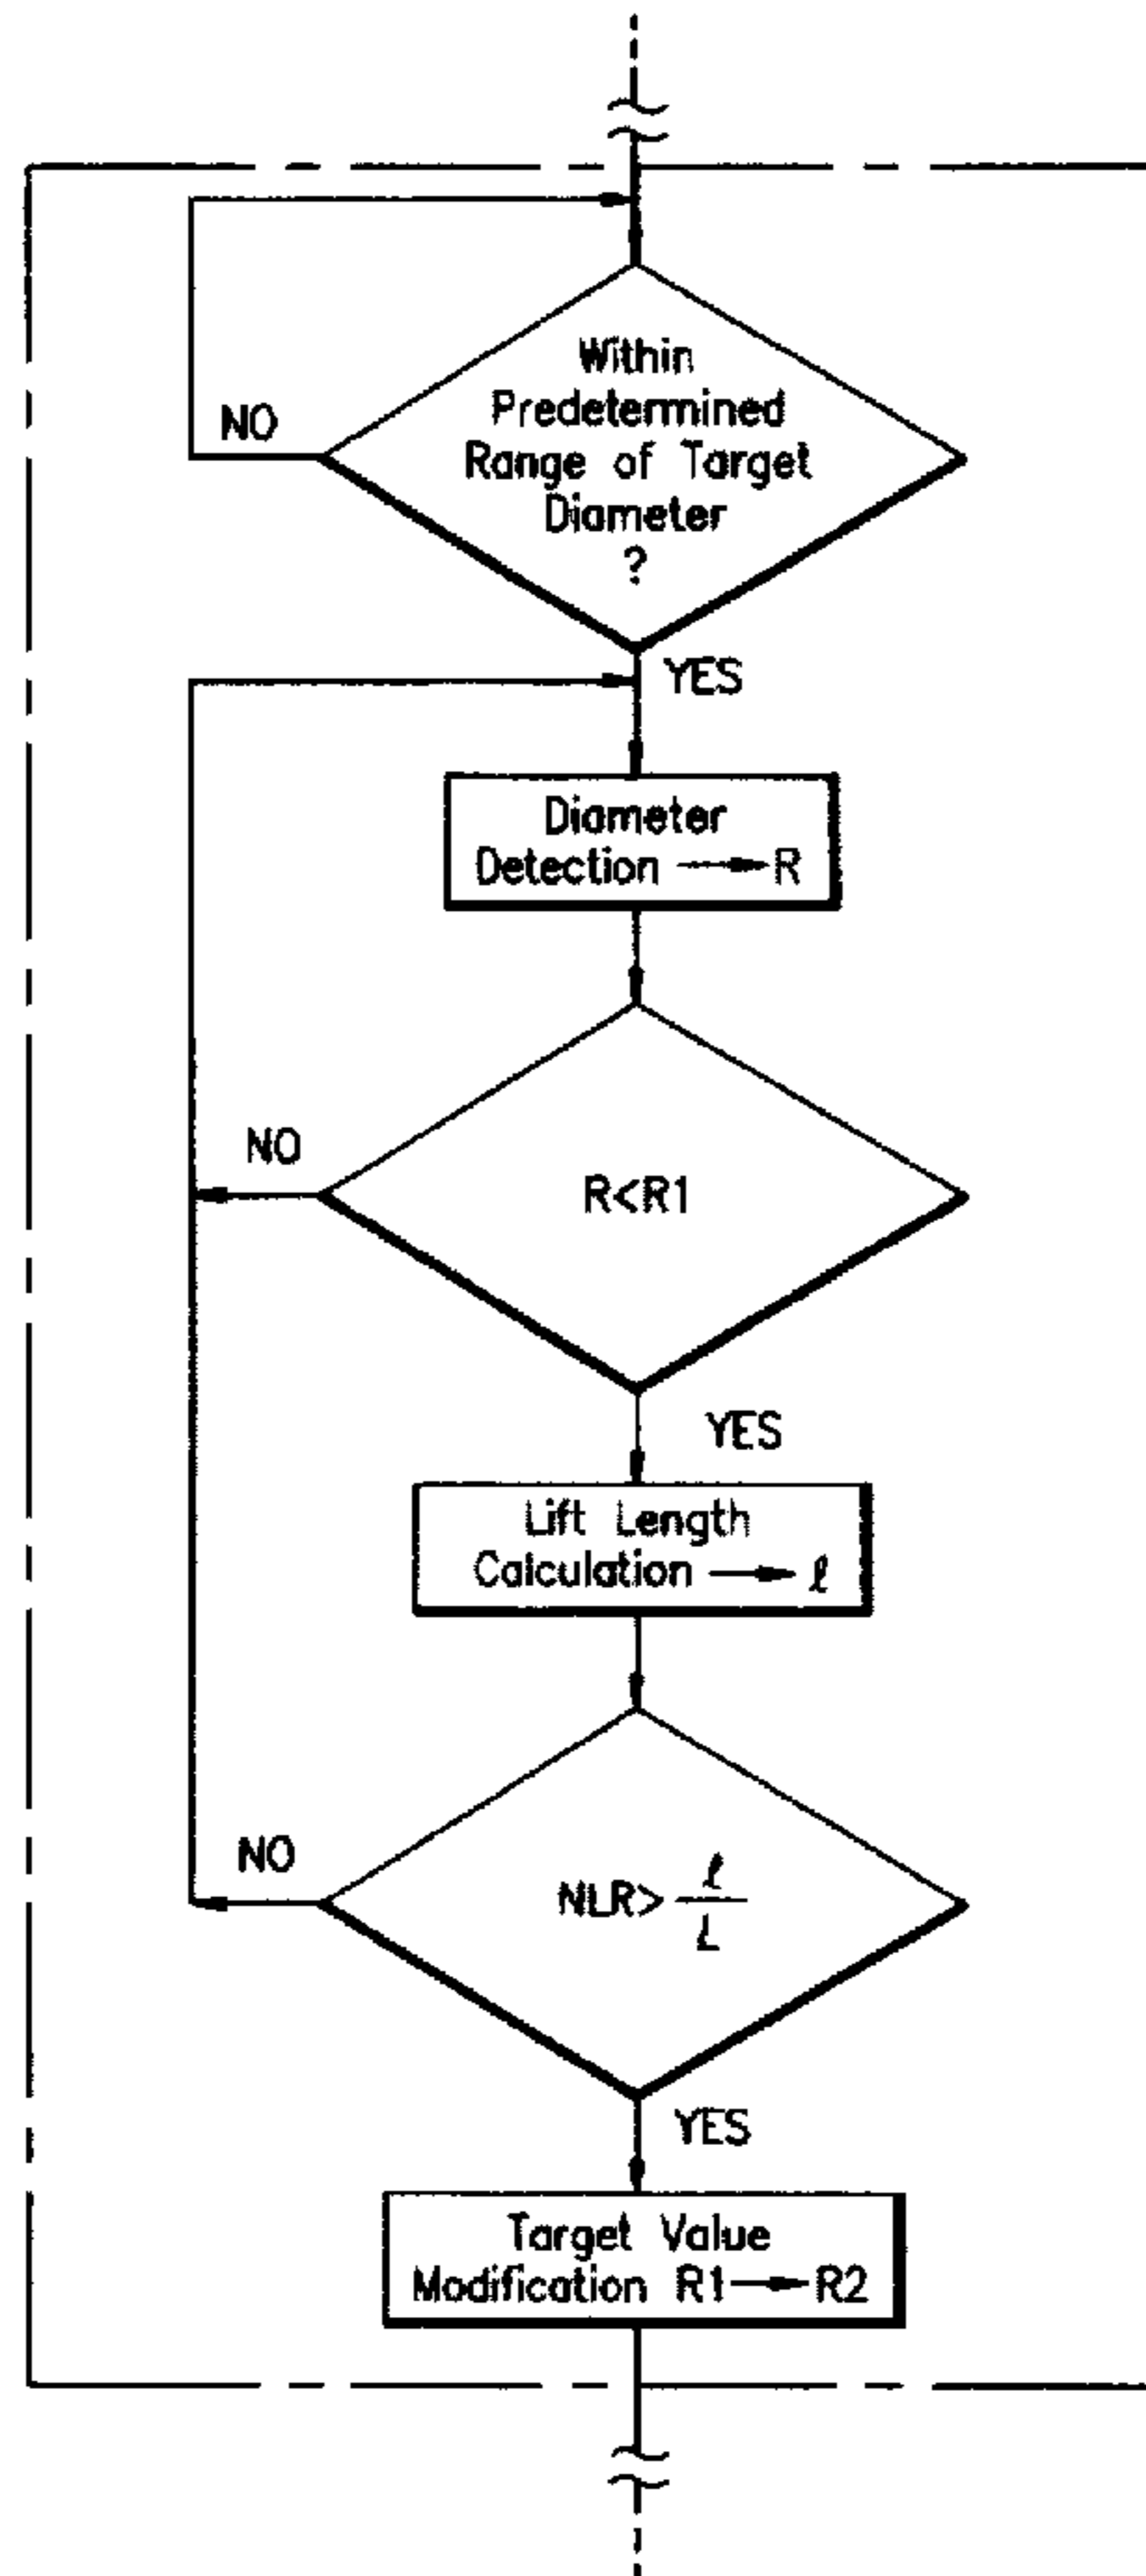 Within
Predetermined
Range of Target
Diameter
?
NO
YES
Diameter
Detection → R
R<R1
NO
YES
Lift Length
Calculation → ℓ
NLR> ℓ/L
NO
YES
Target Value
Modification R1→R2